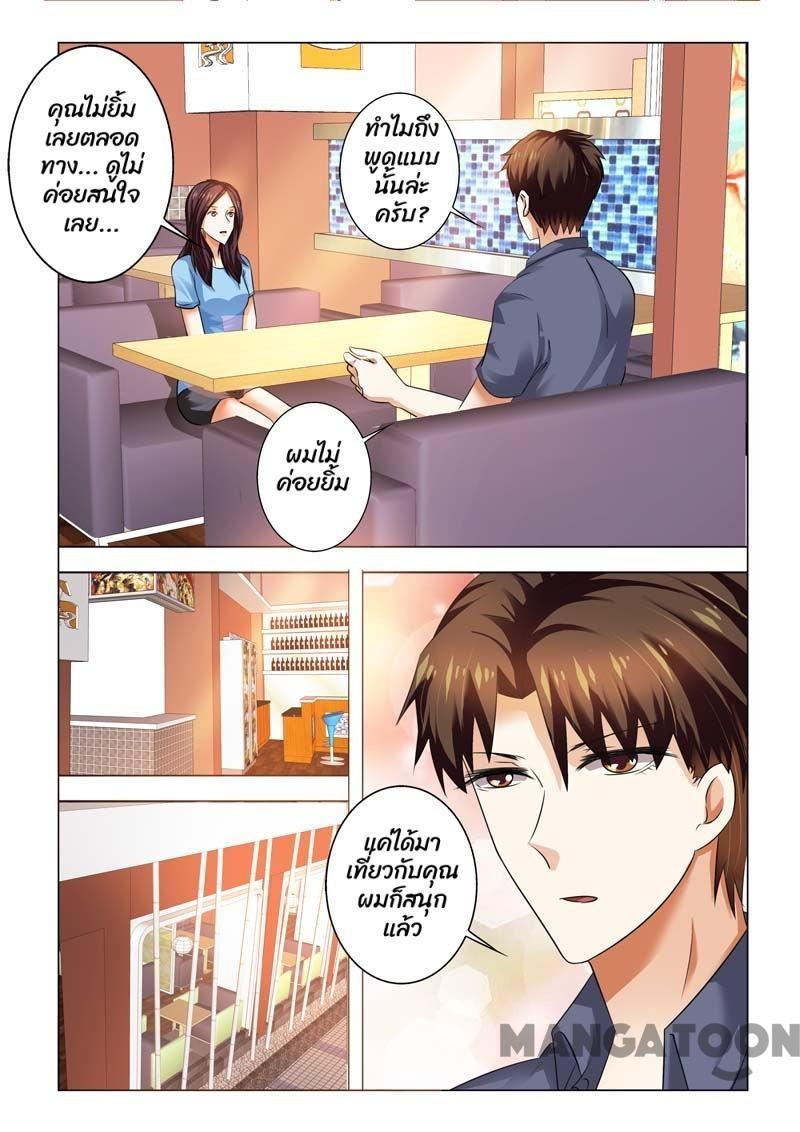 คุณไม่ยิ้ม
เลยตลอด
ทาง... ดูไม่
ค่อยสนใจ
เลย...
ทำไมถึง
พูดแบบ
นั้นล่ะ
ครับ?
ผมไม่
ค่อยยิ้ม
แค่ได้มา
เที่ยวกับคุณ
ผมก็สนุก
แล้ว
MANGATOON